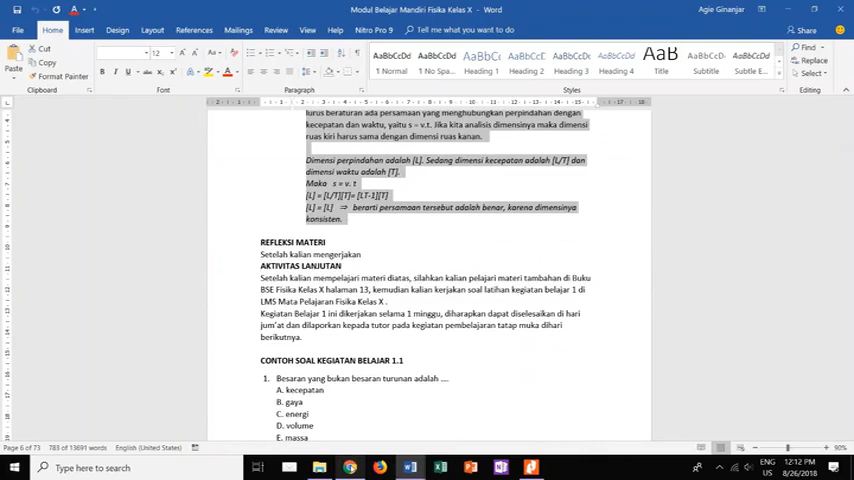 Modul Belajar Mandiri Fisika Kelas X - Word
Agie Ginanjar
File Home Insert Draw Design Layout References Mailings Review View Help Nitro Pro 9 Tell me what you want to do Share
Cut
Copy
Format Painter
Paste
12
Find
Replace
Select
AaBbCcDd AaBbCcDd AaBbCc AaBbCcD AaBbCcD AaBbCcD AaB AaBbCcD AaBbCcDd
1 Normal 1 No Spa... Heading 1 Heading 2 Heading 3 Heading 4 Title Subtitle Subtle E...
Clipboard Font Paragraph Styles Editing
lurus beraturan ada persamaan yang menghubungkan perpindahan dengan
kecepatan dan waktu, yaitu s = v.t. Jika kita analisis dimensinya maka dimensi
ruas kiri harus sama dengan dimensi ruas kanan.
Dimensi perpindahan adalah [L]. Sedang dimensi kecepatan adalah [L/T] dan
dimensi waktu adalah [T].
Maka s = v. t
[L] = [L/T][T]= [LT-1][T]
[L] = [L] ⇒ berarti persamaan tersebut adalah benar, karena dimensinya
konsisten.
REFLEKSI MATERI
Setelah kalian mengerjakan
AKTIVITAS LANJUTAN
Setelah kalian mempelajari materi diatas, silahkan kalian pelajari materi tambahan di Buku
BSE Fisika Kelas X halaman 13, kemudian kalian kerjakan soal latihan kegiatan belajar 1 di
LMS Mata Pelajaran Fisika Kelas X .
Kegiatan Belajar 1 ini dikerjakan selama 1 minggu, diharapkan dapat diselesaikan di hari
jum'at dan dilaporkan kepada tutor pada kegiatan pembelajaran tatap muka dihari
berikutnya.
CONTOH SOAL KEGIATAN BELAJAR 1.1
1. Besaran yang bukan besaran turunan adalah ....
A. kecepatan
B. gaya
C. energi
D. volume
E. massa
Page 6 of 73 783 of 13691 words English (United States) 90%
Type here to search
ENG
US
12:12 PM
8/26/2018